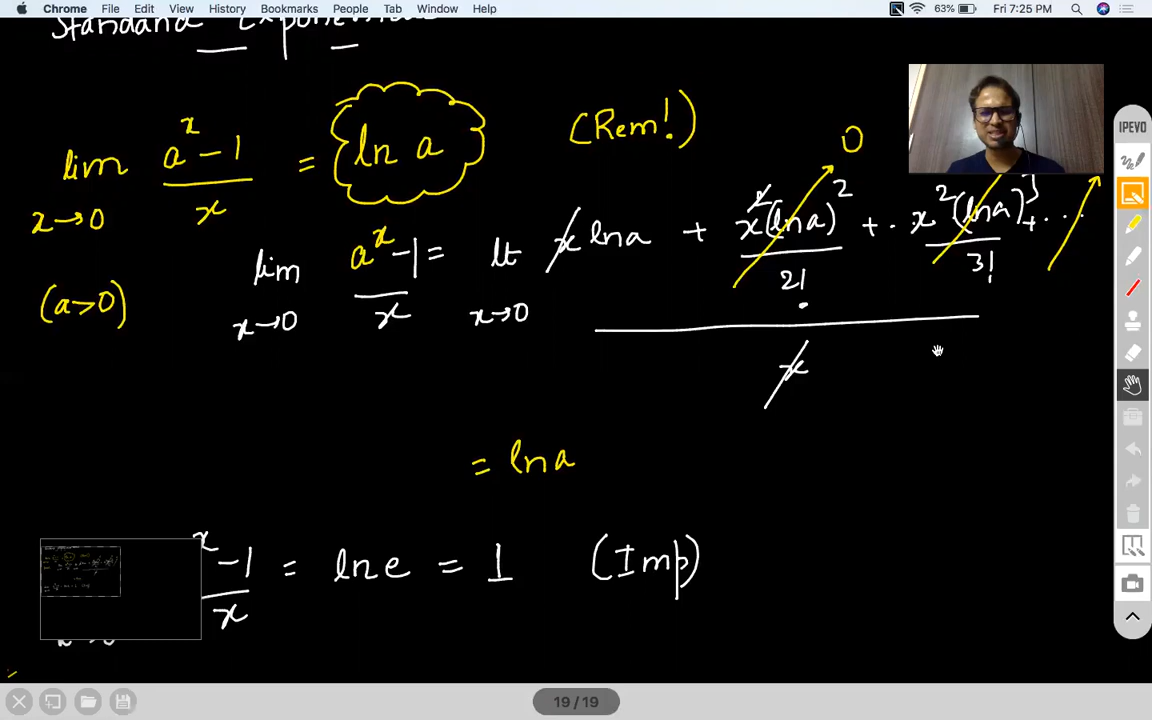 Chrome File Edit View History Bookmarks People Tab Window Help
63% Fri 7:25 PM
Standard Exponential
lim x→0 (a^x - 1)/x = ln a (Rem!)
(a>0)
IPEVO
lim x→0 (a^x - 1)/x = lt x→0 (x ln a + x^2(ln a)^2/2! + .. x^2(ln a)^3/3! + ...)/x
0
= ln a
x - 1 / x = ln e = 1 (Imp)
19 / 19